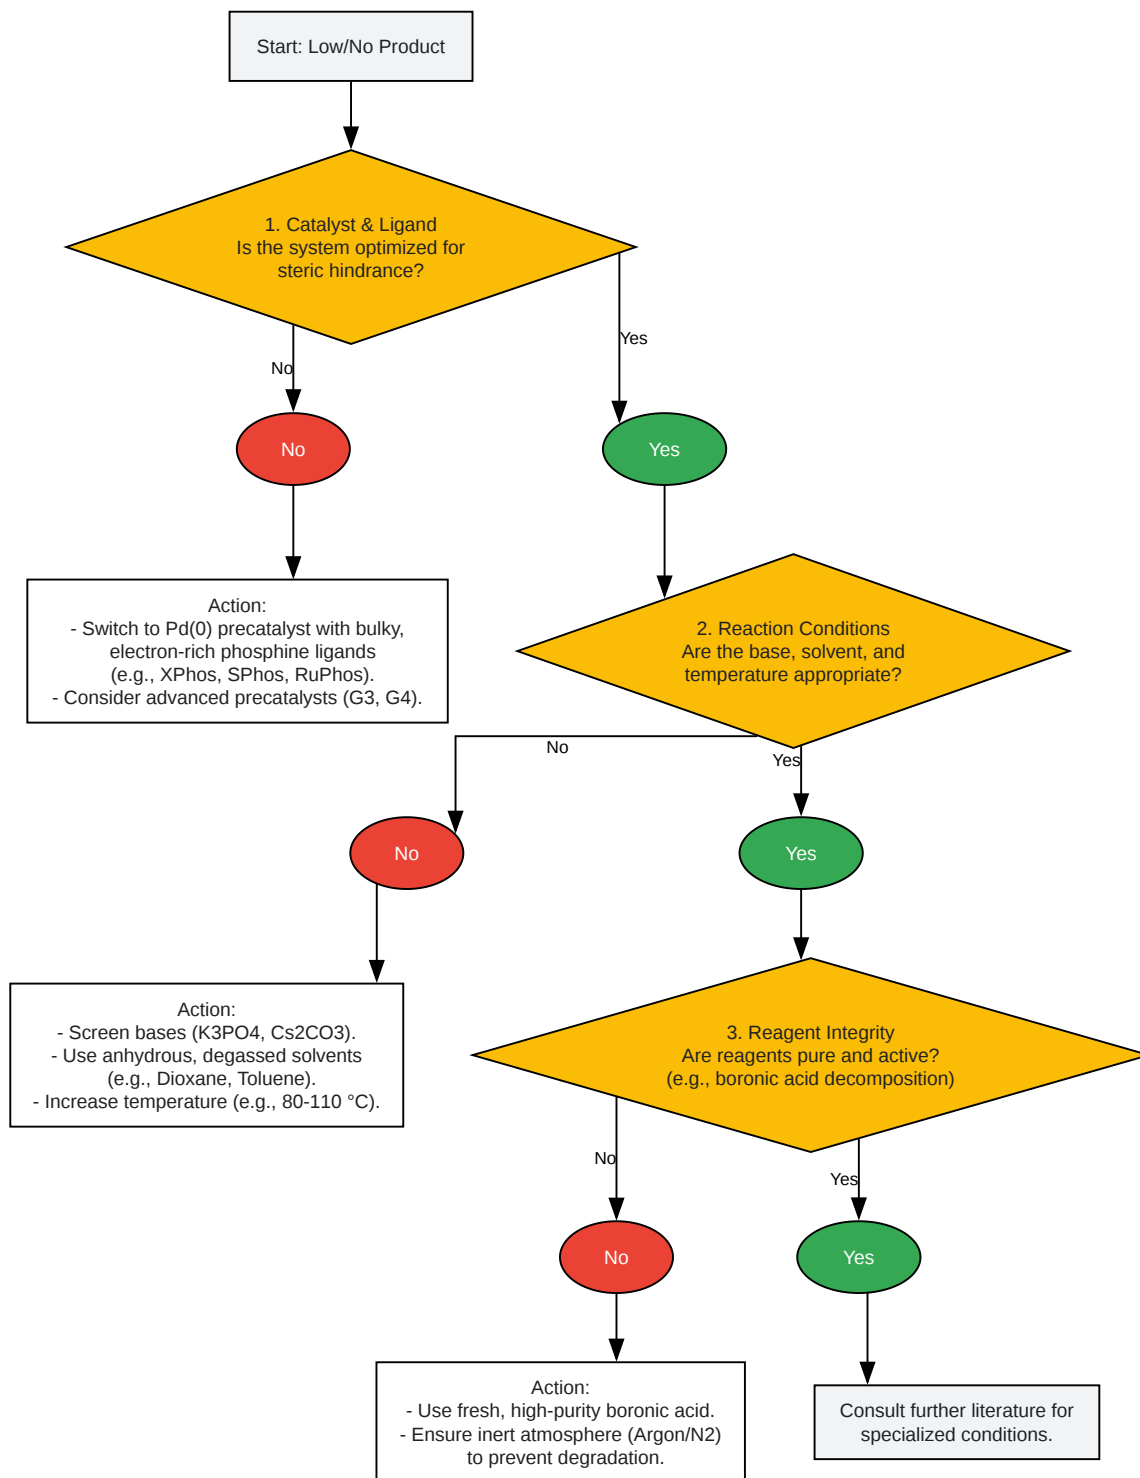 Start: Low/No Product
1. Catalyst & Ligand
Is the system optimized for
steric hindrance?
No
Yes
No
Yes
Action:
- Switch to Pd(0) precatalyst with bulky,
electron-rich phosphine ligands
(e.g., XPhos, SPhos, RuPhos).
- Consider advanced precatalysts (G3, G4).
2. Reaction Conditions
Are the base, solvent, and
temperature appropriate?
No
Yes
No
Yes
Action:
- Screen bases (K3PO4, Cs2CO3).
- Use anhydrous, degassed solvents
(e.g., Dioxane, Toluene).
- Increase temperature (e.g., 80-110 °C).
3. Reagent Integrity
Are reagents pure and active?
(e.g., boronic acid decomposition)
No
Yes
No
Yes
Action:
- Use fresh, high-purity boronic acid.
- Ensure inert atmosphere (Argon/N2)
to prevent degradation.
Consult further literature for
specialized conditions.